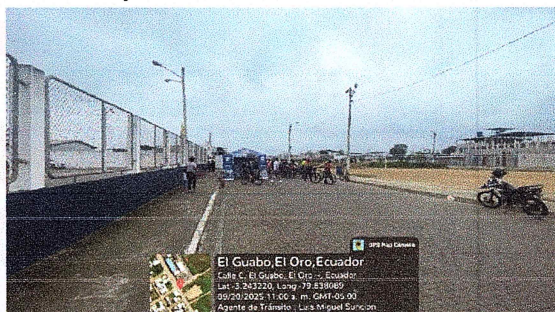 GPS Map Camera
El Guabo,El Oro,Ecuador
Calle C, El Guabo, El Oro -, Ecuador
Lat -3.243220, Long -79.838089
09/20/2025 11:00 a. m. GMT-05:00
Agente de Tránsito : Luis Miguel Suncion